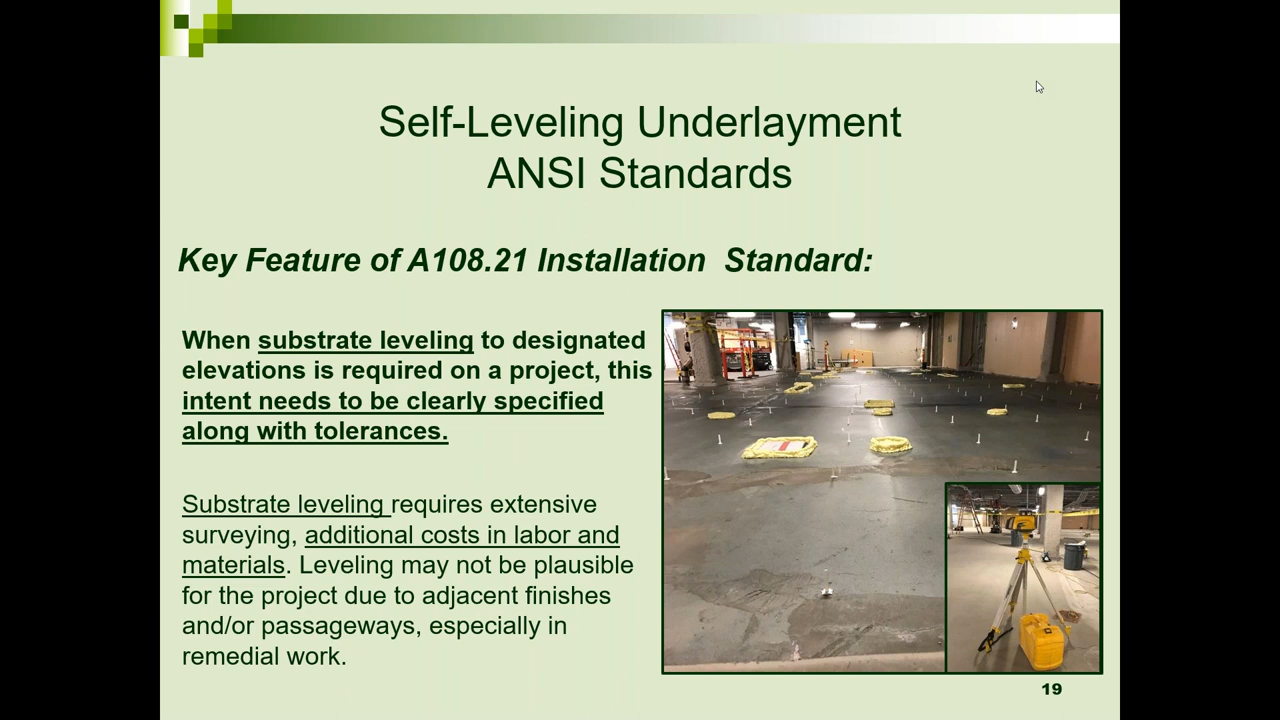 Self-Leveling Underlayment
ANSI Standards
Key Feature of A108.21 Installation  Standard:
When substrate leveling to designated
elevations is required on a project, this
intent needs to be clearly specified
along with tolerances.
Substrate leveling requires extensive
surveying, additional costs in labor and
materials. Leveling may not be plausible
for the project due to adjacent finishes
and/or passageways, especially in
remedial work.
19